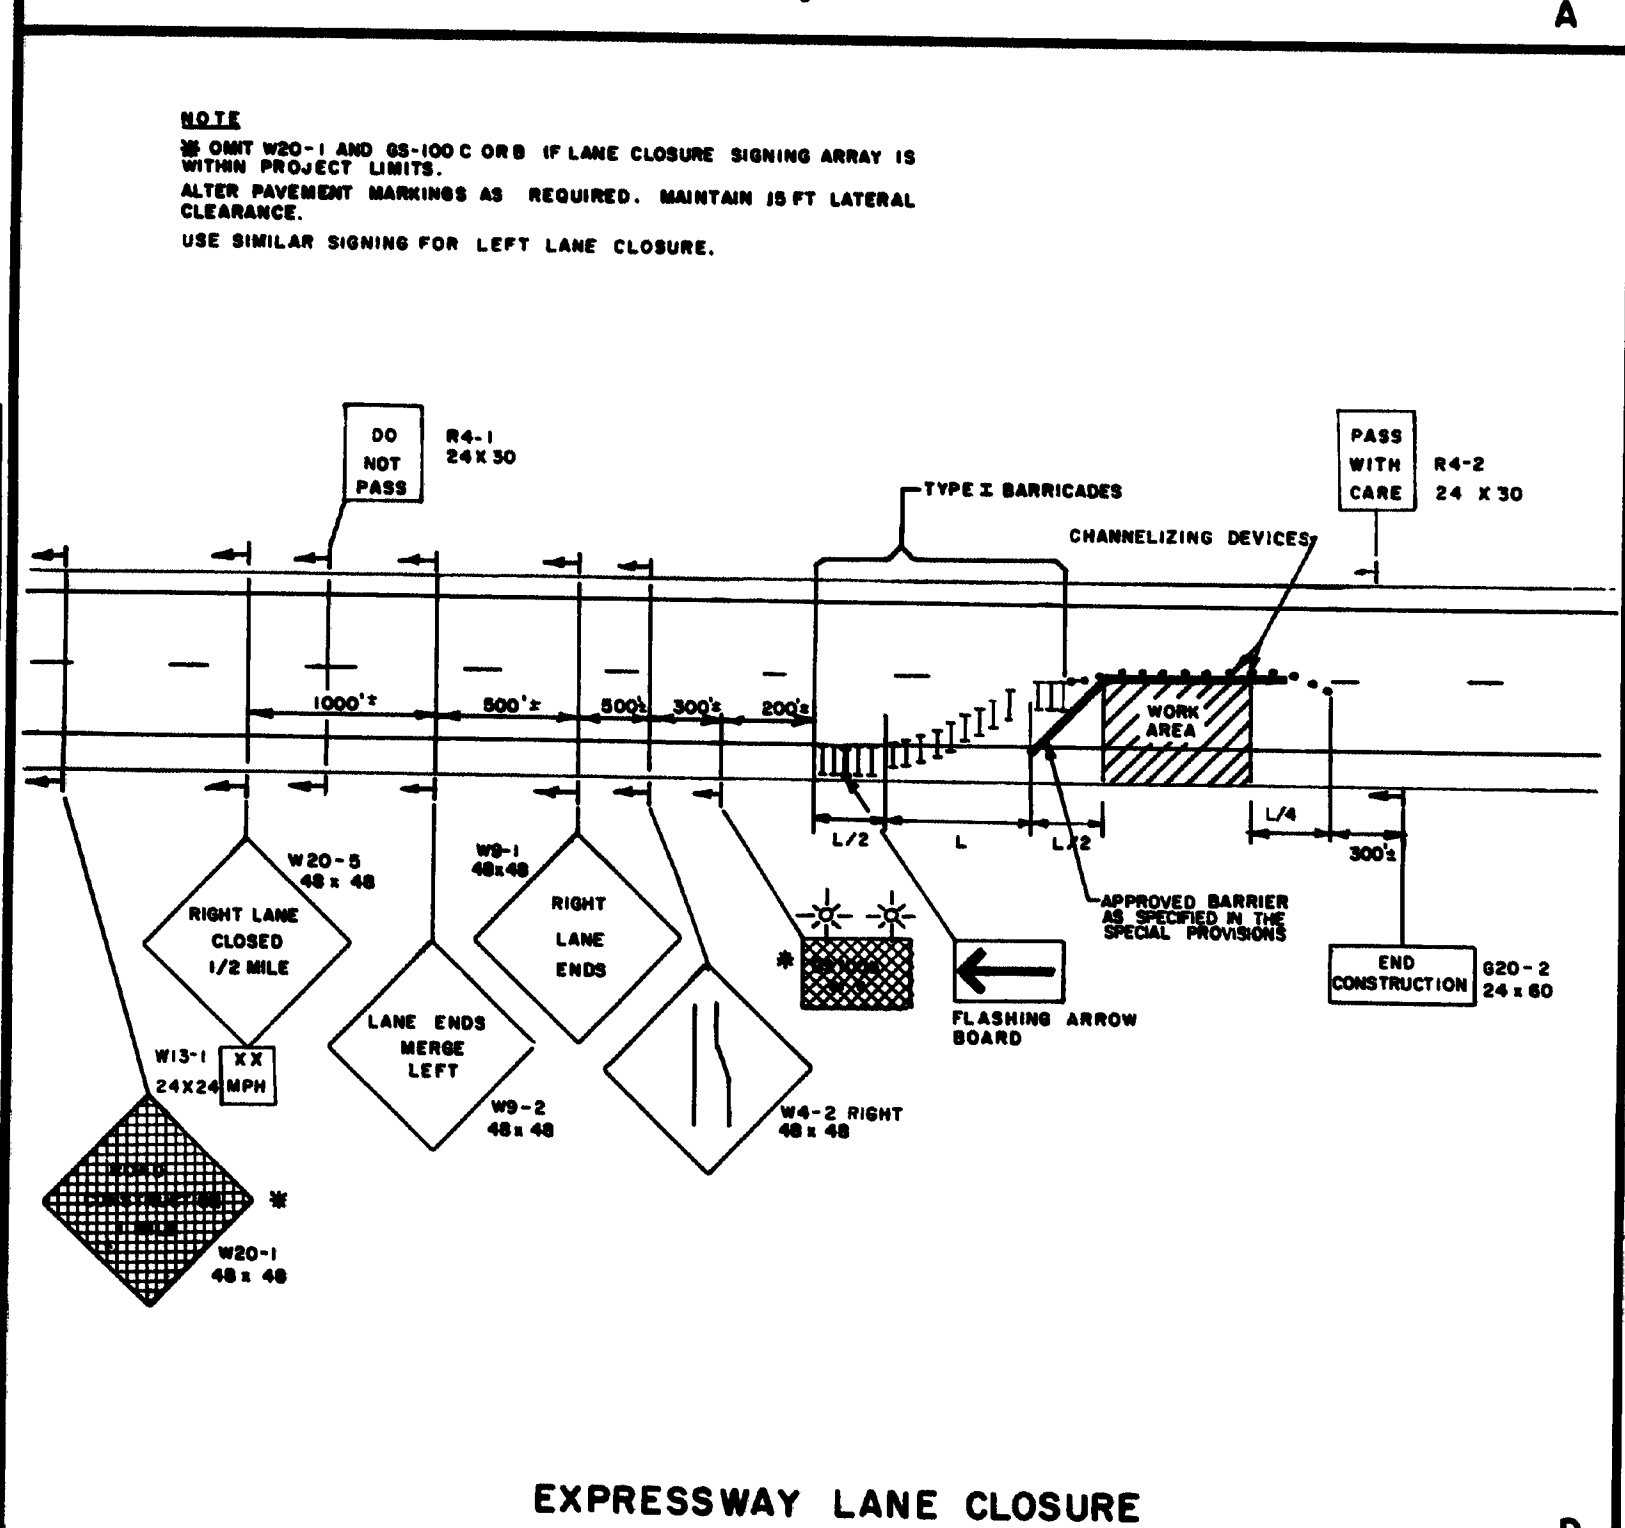 A
NOTE
✱ OMIT W20-1 AND GS-100 C OR B IF LANE CLOSURE SIGNING ARRAY IS
WITHIN PROJECT LIMITS.
ALTER PAVEMENT MARKINGS AS REQUIRED. MAINTAIN 15 FT LATERAL
CLEARANCE.
USE SIMILAR SIGNING FOR LEFT LANE CLOSURE.
DO
NOT
PASS
R4-1
24X30
PASS
WITH
CARE
R4-2
24 X 30
TYPE I BARRICADES
CHANNELIZING DEVICES
1000'±
500'±
500'±
300'±
200'±
WORK
AREA
L/2
L
L/2
L/4
300'±
W20-5
48x 48
RIGHT LANE
CLOSED
1/2 MILE
W13-1
24X24
XX
MPH
W9-1
48x48
RIGHT
LANE
ENDS
LANE ENDS
MERGE
LEFT
W9-2
48x 48
W4-2 RIGHT
48x 48
✱
FLASHING ARROW
BOARD
APPROVED BARRIER
AS SPECIFIED IN THE
SPECIAL PROVISIONS
END
CONSTRUCTION
G20-2
24 x 60
✱
W20-1
48x 48
EXPRESSWAY LANE CLOSURE